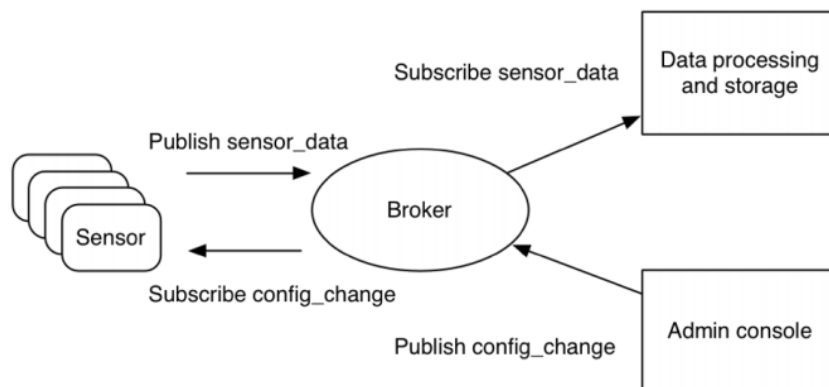 Subscribe sensor_data
Data processing
and storage
Publish sensor_data
Broker
Sensor
Subscribe config_change
Publish config_change
Admin console